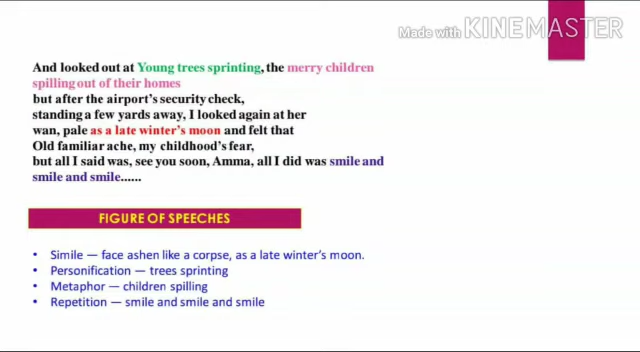 Made with KINEMASTER
And looked out at Young trees sprinting, the merry children
spilling out of their homes
but after the airport's security check,
standing a few yards away, I looked again at her
wan, pale as a late winter's moon and felt that
Old familiar ache, my childhood's fear,
but all I said was, see you soon, Amma, all I did was smile and
smile and smile......
FIGURE OF SPEECHES
• Simile — face ashen like a corpse, as a late winter's moon.
• Personification — trees sprinting
• Metaphor — children spilling
• Repetition — smile and smile and smile